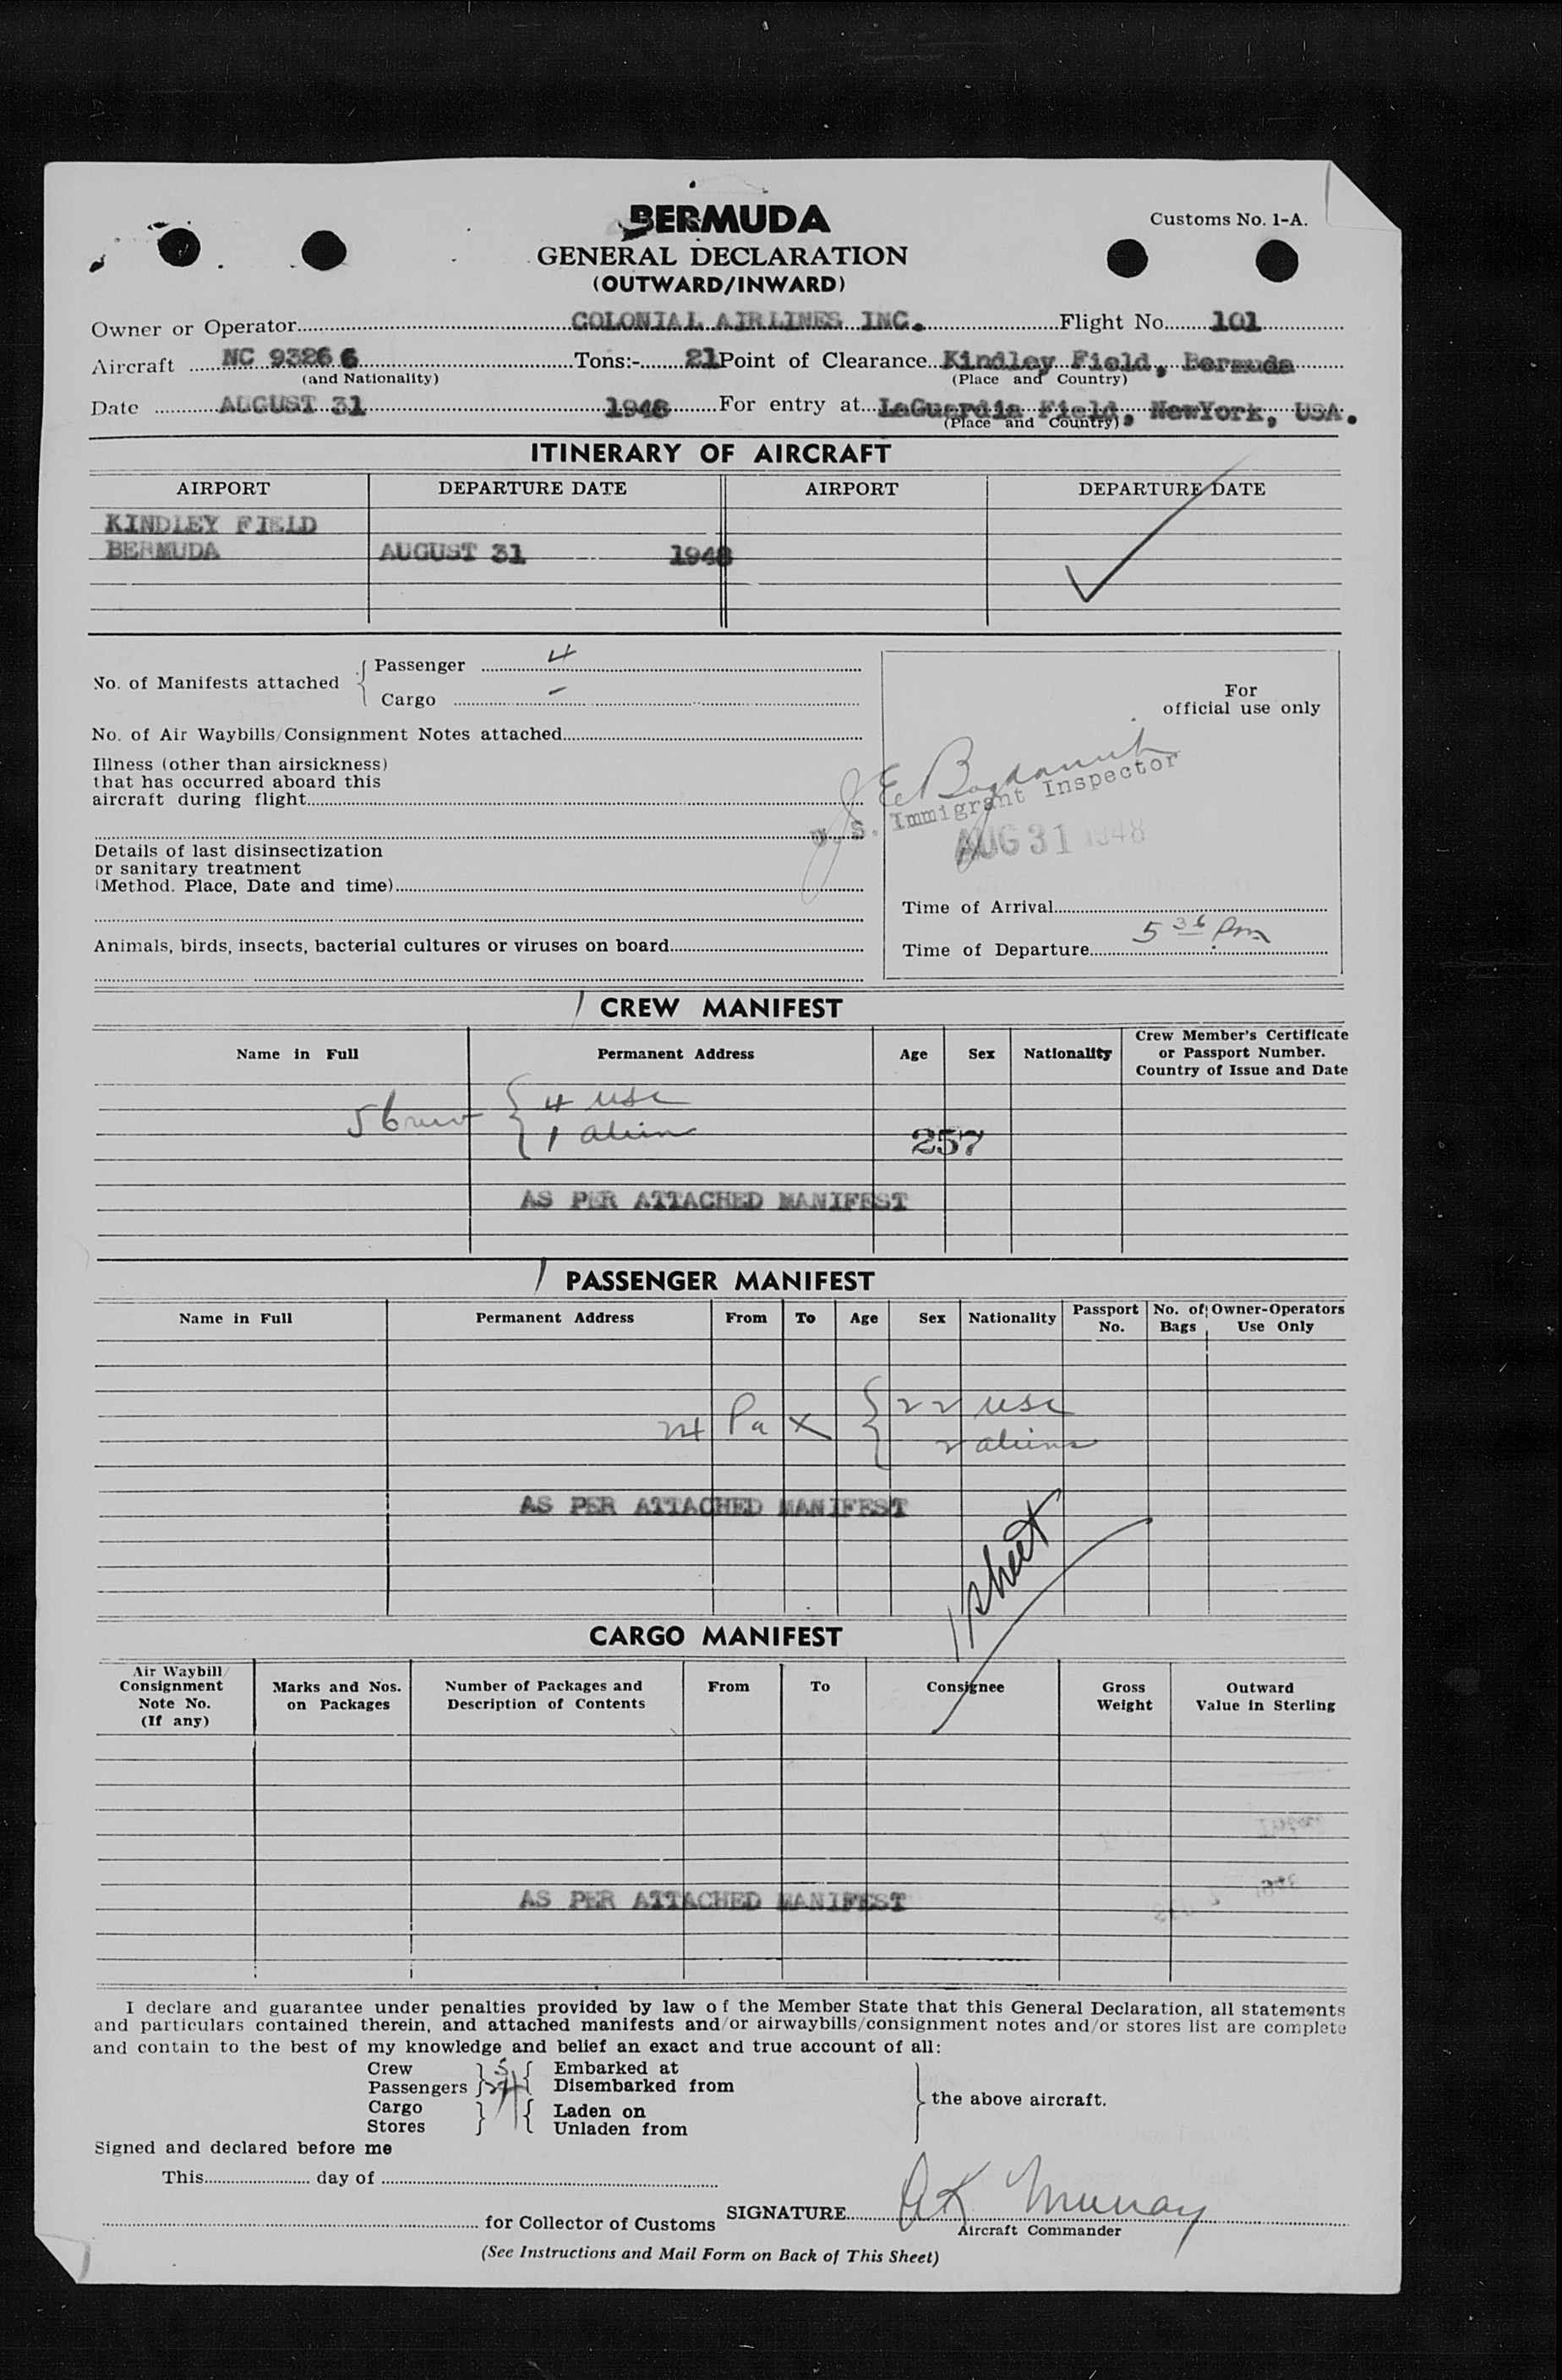 BERMUDA
Customs No. 1-A.
GENERAL DECLARATION
(OUTWARD/INWARD)
Owner or Operator COLONIAL AIRLINES INC. Flight No. 101
Aircraft NC 93266 Tons:- 21 Point of Clearance Kindley Field, Bermuda
(and Nationality) (Place and Country)
Date AUGUST 31 1948 For entry at LaGuardia Field, NewYork, USA.
(Place and Country)
ITINERARY OF AIRCRAFT
AIRPORT DEPARTURE DATE AIRPORT DEPARTURE DATE
KINDLEY FIELD
BERMUDA AUGUST 31 1948
No. of Manifests attached
Passenger 4
Cargo -
For
official use only
No. of Air Waybills/Consignment Notes attached
Illness (other than airsickness)
that has occurred aboard this
aircraft during flight
J E
U. S. Immigrant Inspector
AUG 31 1948
Details of last disinsectization
or sanitary treatment
(Method. Place, Date and time)
Time of Arrival
Animals, birds, insects, bacterial cultures or viruses on board
Time of Departure 5 36 Pm
CREW MANIFEST
Name in Full Permanent Address Age Sex Nationality Crew Member's Certificate
or Passport Number.
Country of Issue and Date
5 Crew { 4 usc
1 alien
257
AS PER ATTACHED MANIFEST
PASSENGER MANIFEST
Name in Full Permanent Address From To Age Sex Nationality Passport
No. No. of
Bags Owner-Operators
Use Only
24 Pax { 22 usc
2 aliens
AS PER ATTACHED MANIFEST
1 sheet
CARGO MANIFEST
Air Waybill/
Consignment
Note No.
(If any)
Marks and Nos.
on Packages
Number of Packages and
Description of Contents
From To Consignee
Gross
Weight
Outward
Value in Sterling
AS PER ATTACHED MANIFEST
I declare and guarantee under penalties provided by law of the Member State that this General Declaration, all statements
and particulars contained therein, and attached manifests and/or airwaybills/consignment notes and/or stores list are complete
and contain to the best of my knowledge and belief an exact and true account of all:
Crew 5 Embarked at
Passengers 24 Disembarked from
the above aircraft.
Cargo Laden on
Stores Unladen from
Signed and declared before me
This day of
SIGNATURE Murray
for Collector of Customs
Aircraft Commander
(See Instructions and Mail Form on Back of This Sheet)